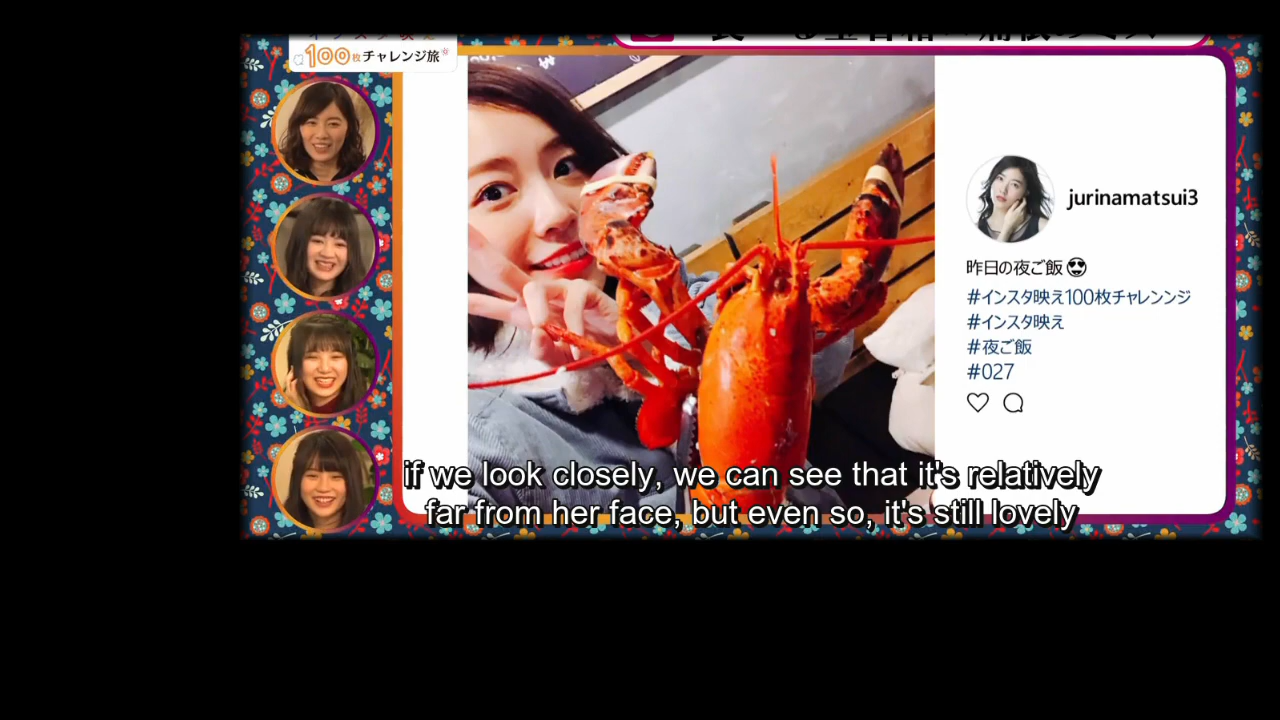 100枚チャレンジ旅
jurinamatsui3
昨日の夜ご飯😍
#インスタ映え100枚チャレンンジ
#インスタ映え
#夜ご飯
#027
if we look closely, we can see that it's relatively
far from her face, but even so, it's still lovely